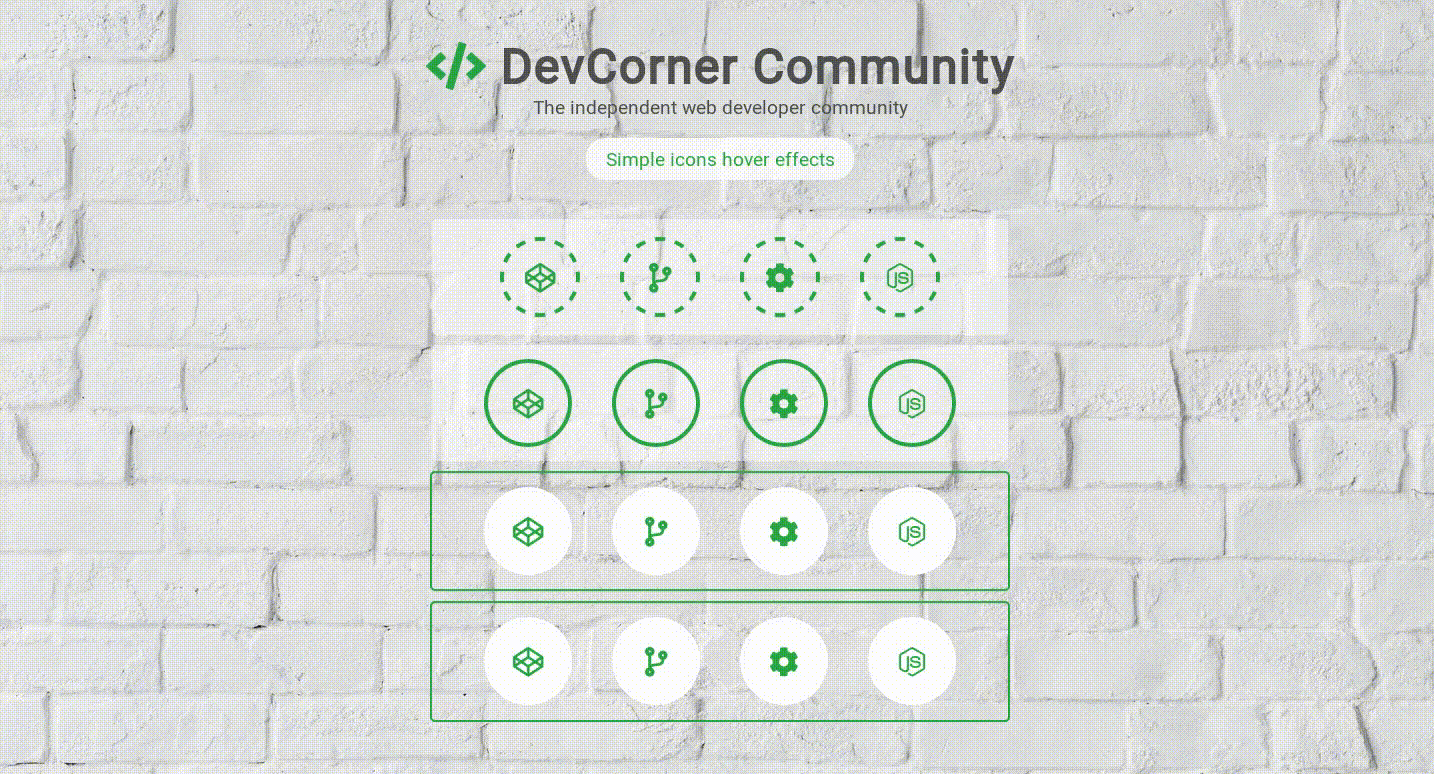 </> DevCorner Community
The independent web developer community
Simple icons hover effects
JS
JS
JS
JS